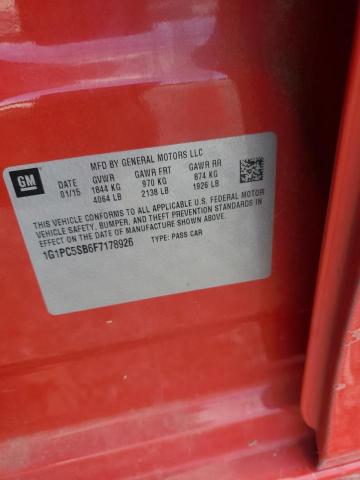 GM
MFD BY GENERAL MOTORS LLC
DATE GVWR GAWR FRT GAWR RR
01/15 1844 KG 970 KG 874 KG
4064 LB 2138 LB 1926 LB
THIS VEHICLE CONFORMS TO ALL APPLICABLE U.S. FEDERAL MOTOR
VEHICLE SAFETY, BUMPER, AND THEFT PREVENTION STANDARDS IN
EFFECT ON THE DATE OF MANUFACTURE SHOWN ABOVE.
1G1PC5SB6F7178926 TYPE: PASS CAR